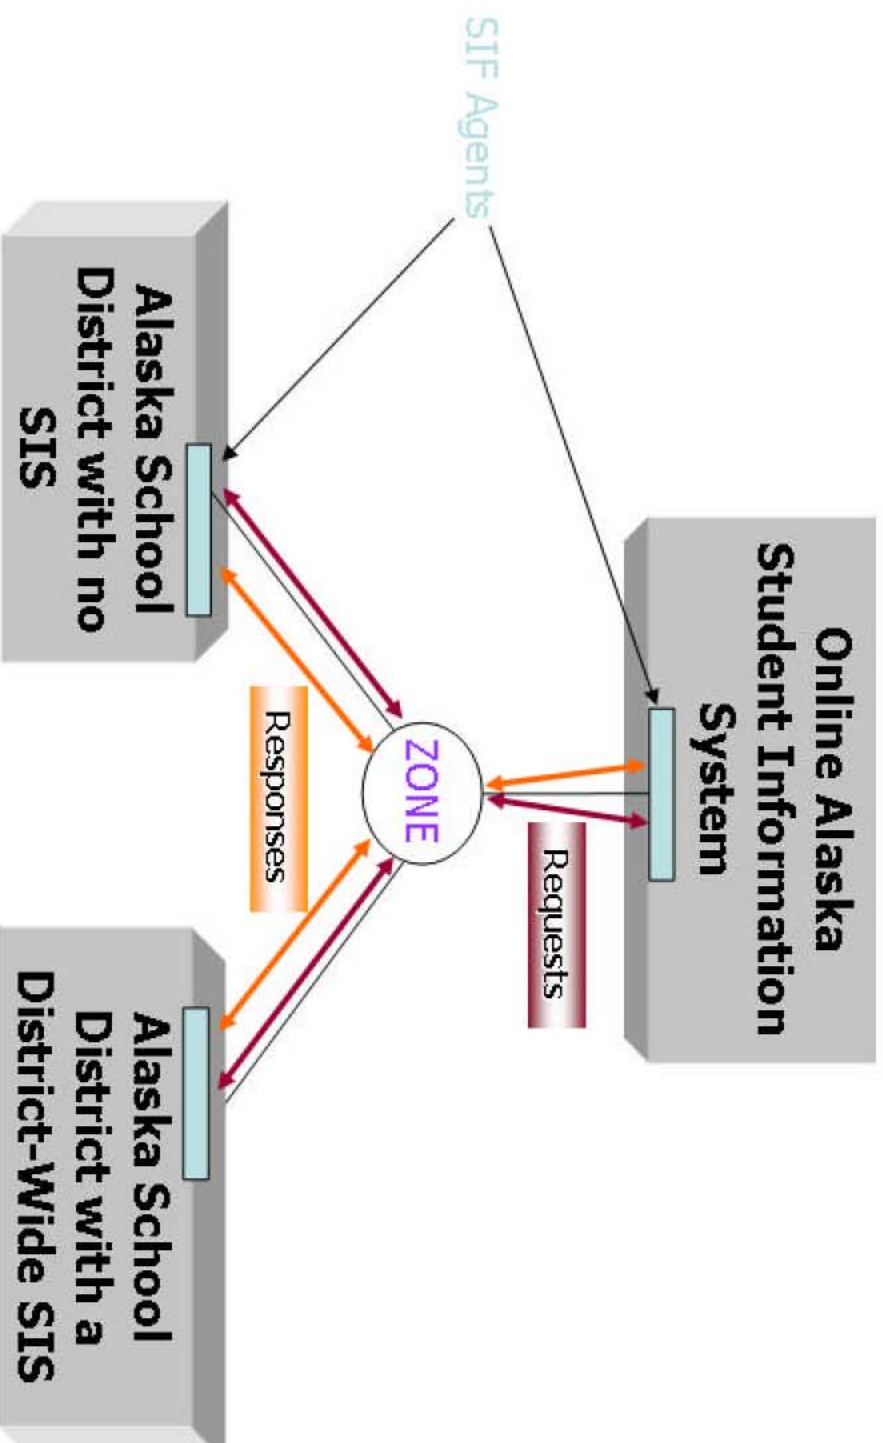 Online Alaska
Student Information
System
SIF Agents
Requests
ZONE
Responses
Alaska School
District with no
SIS
Alaska School
District with a
District-Wide SIS